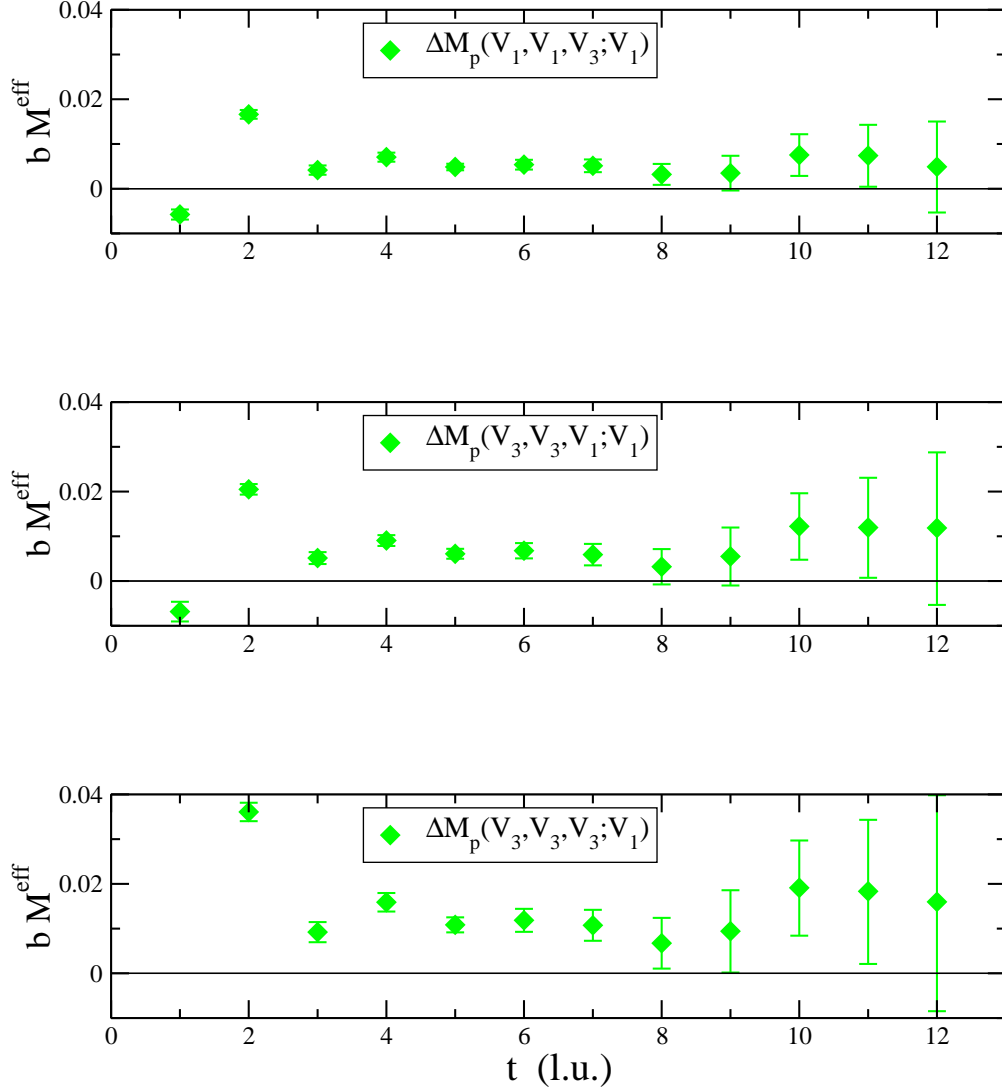 0.04
ΔM_p(V_1,V_1,V_3;V_1)
0.02
b M^eff
0
0 2 4 6 8 10 12
0.04
ΔM_p(V_3,V_3,V_1;V_1)
0.02
b M^eff
0
0 2 4 6 8 10 12
0.04
ΔM_p(V_3,V_3,V_3;V_1)
0.02
b M^eff
0
0 2 4 6 8 10 12
t (l.u.)